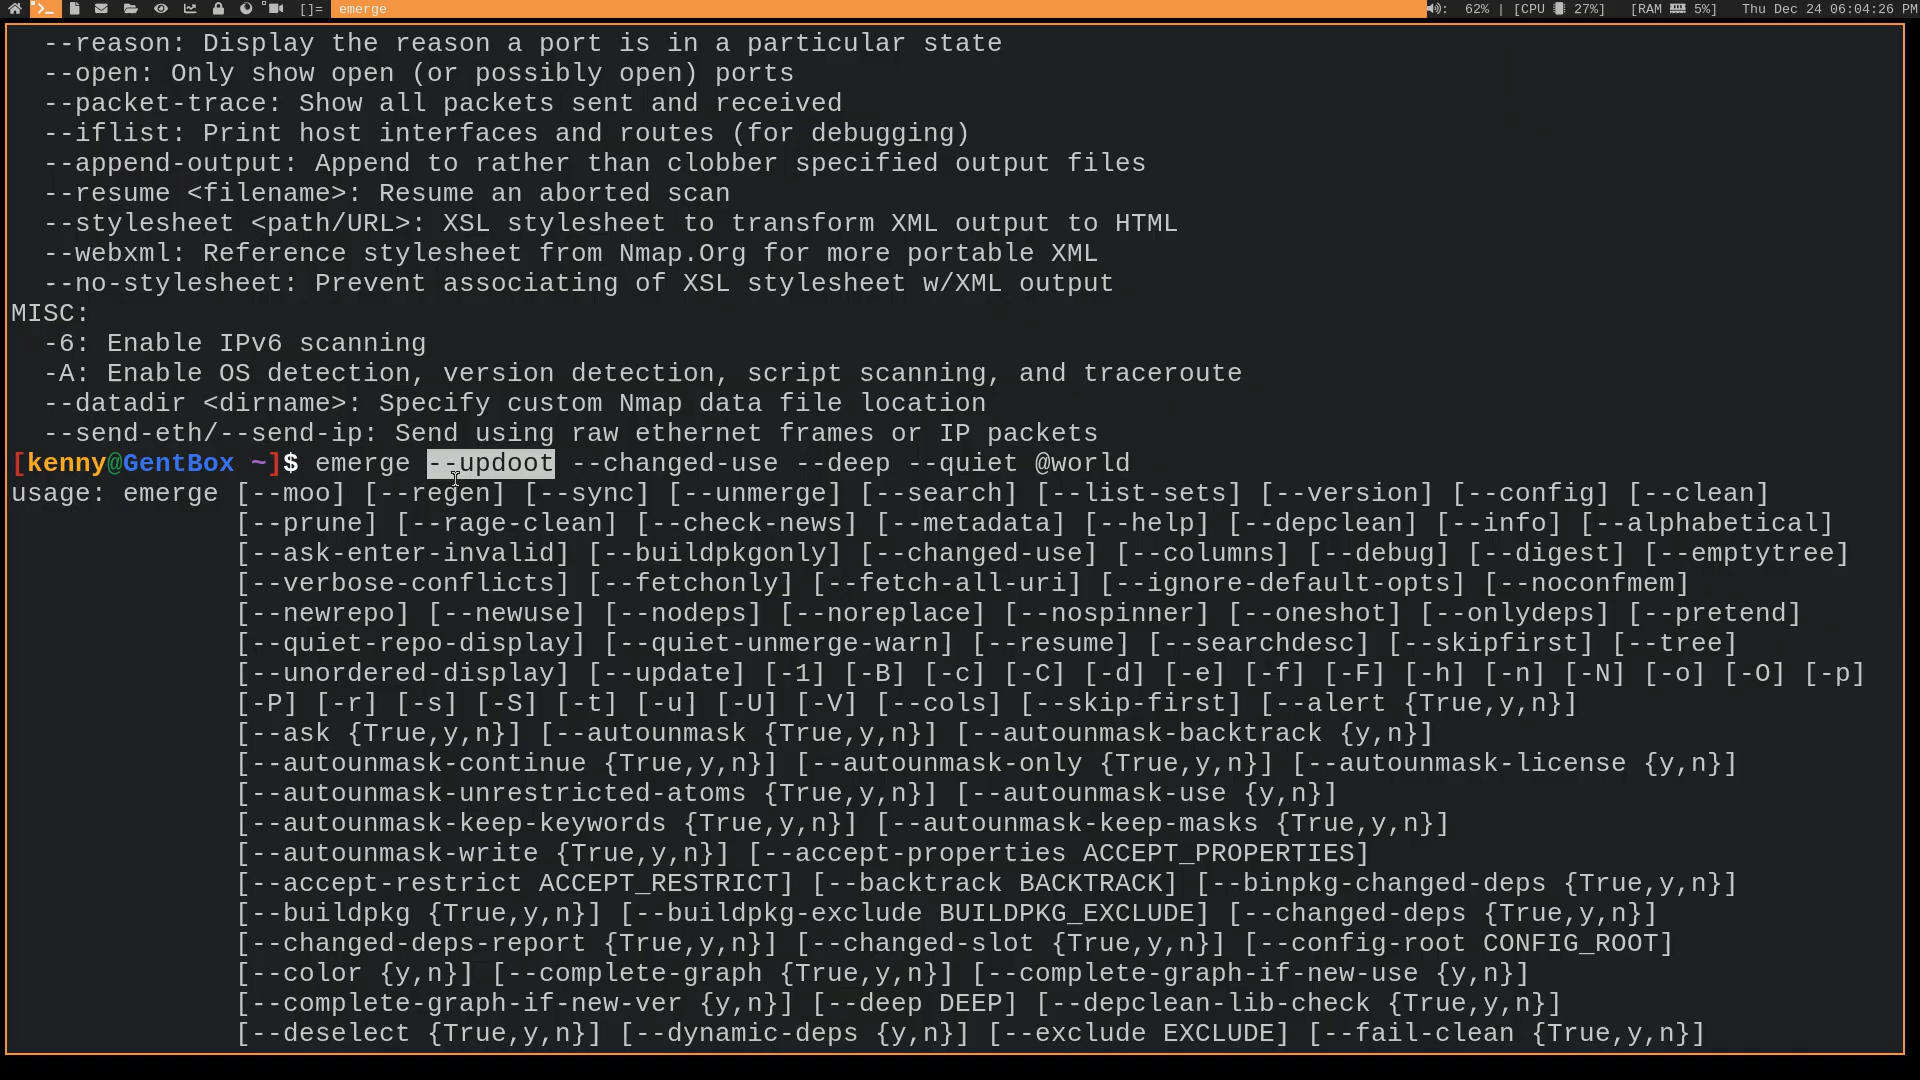 []= emerge : 62% | [CPU 27%] [RAM 5%] Thu Dec 24 06:04:26 PM
--reason: Display the reason a port is in a particular state
--open: Only show open (or possibly open) ports
--packet-trace: Show all packets sent and received
--iflist: Print host interfaces and routes (for debugging)
--append-output: Append to rather than clobber specified output files
--resume <filename>: Resume an aborted scan
--stylesheet <path/URL>: XSL stylesheet to transform XML output to HTML
--webxml: Reference stylesheet from Nmap.Org for more portable XML
--no-stylesheet: Prevent associating of XSL stylesheet w/XML output
MISC:
-6: Enable IPv6 scanning
-A: Enable OS detection, version detection, script scanning, and traceroute
--datadir <dirname>: Specify custom Nmap data file location
--send-eth/--send-ip: Send using raw ethernet frames or IP packets
[kenny@GentBox ~]$ emerge --updoot --changed-use --deep --quiet @world
usage: emerge [--moo] [--regen] [--sync] [--unmerge] [--search] [--list-sets] [--version] [--config] [--clean]
[--prune] [--rage-clean] [--check-news] [--metadata] [--help] [--depclean] [--info] [--alphabetical]
[--ask-enter-invalid] [--buildpkgonly] [--changed-use] [--columns] [--debug] [--digest] [--emptytree]
[--verbose-conflicts] [--fetchonly] [--fetch-all-uri] [--ignore-default-opts] [--noconfmem]
[--newrepo] [--newuse] [--nodeps] [--noreplace] [--nospinner] [--oneshot] [--onlydeps] [--pretend]
[--quiet-repo-display] [--quiet-unmerge-warn] [--resume] [--searchdesc] [--skipfirst] [--tree]
[--unordered-display] [--update] [-1] [-B] [-c] [-C] [-d] [-e] [-f] [-F] [-h] [-n] [-N] [-o] [-O] [-p]
[-P] [-r] [-s] [-S] [-t] [-u] [-U] [-V] [--cols] [--skip-first] [--alert {True,y,n}]
[--ask {True,y,n}] [--autounmask {True,y,n}] [--autounmask-backtrack {y,n}]
[--autounmask-continue {True,y,n}] [--autounmask-only {True,y,n}] [--autounmask-license {y,n}]
[--autounmask-unrestricted-atoms {True,y,n}] [--autounmask-use {y,n}]
[--autounmask-keep-keywords {True,y,n}] [--autounmask-keep-masks {True,y,n}]
[--autounmask-write {True,y,n}] [--accept-properties ACCEPT_PROPERTIES]
[--accept-restrict ACCEPT_RESTRICT] [--backtrack BACKTRACK] [--binpkg-changed-deps {True,y,n}]
[--buildpkg {True,y,n}] [--buildpkg-exclude BUILDPKG_EXCLUDE] [--changed-deps {True,y,n}]
[--changed-deps-report {True,y,n}] [--changed-slot {True,y,n}] [--config-root CONFIG_ROOT]
[--color {y,n}] [--complete-graph {True,y,n}] [--complete-graph-if-new-use {y,n}]
[--complete-graph-if-new-ver {y,n}] [--deep DEEP] [--depclean-lib-check {True,y,n}]
[--deselect {True,y,n}] [--dynamic-deps {y,n}] [--exclude EXCLUDE] [--fail-clean {True,y,n}]